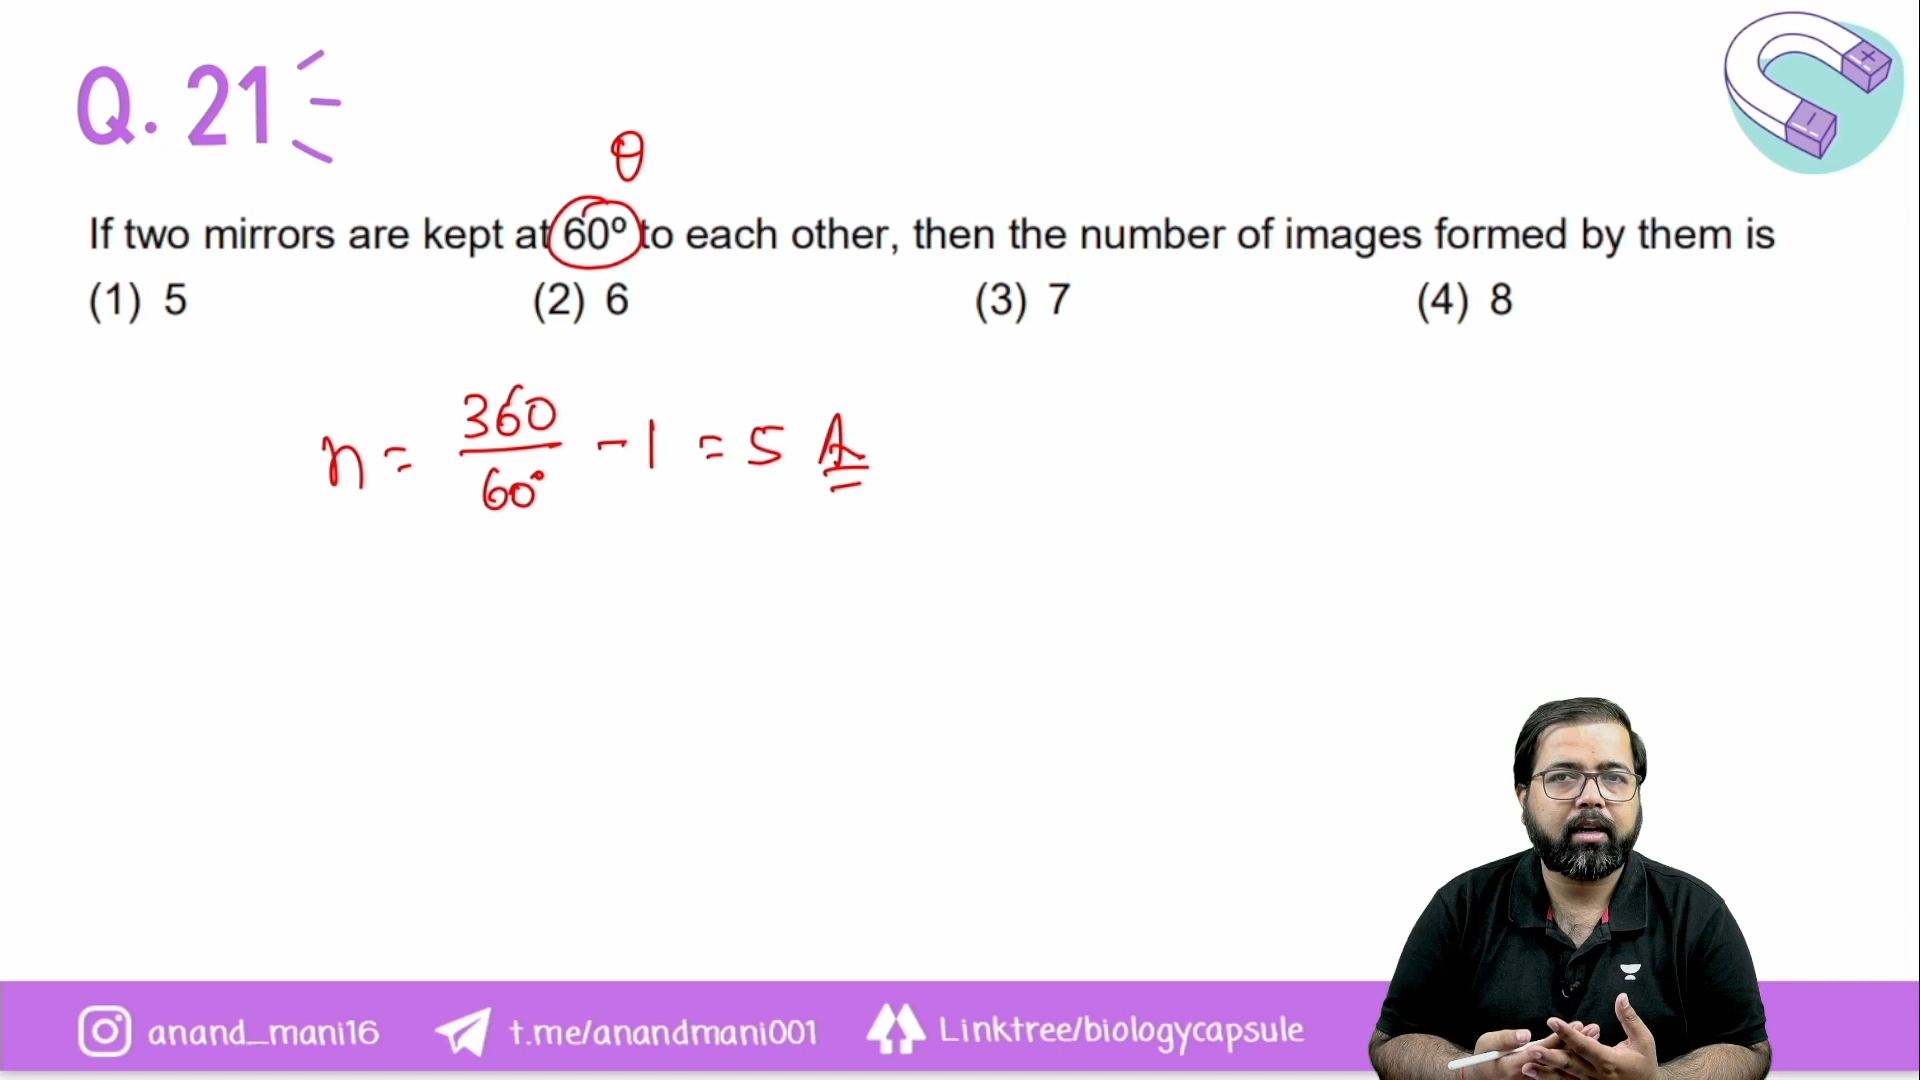 Q. 21
θ
If two mirrors are kept at 60º to each other, then the number of images formed by them is
(1) 5 (2) 6 (3) 7 (4) 8
n = 360/60° - 1 = 5 A
anand_mani16 t.me/anandmani001 Linktree/biologycapsule